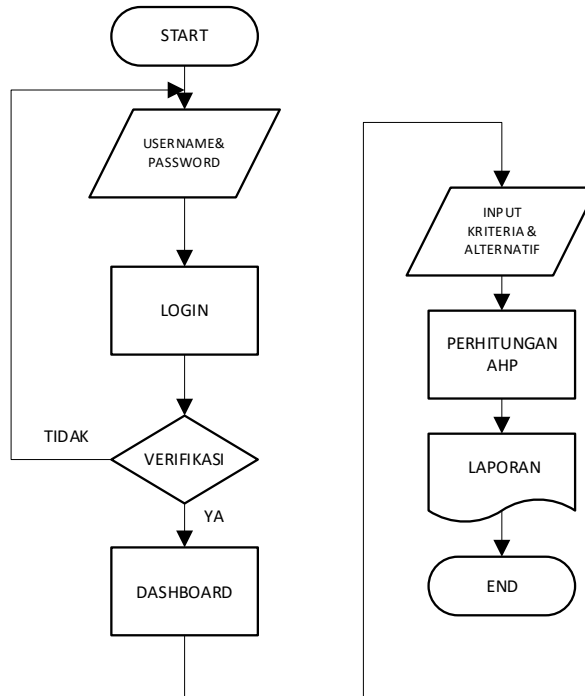 START
USERNAME&
PASSWORD
LOGIN
TIDAK
VERIFIKASI
YA
DASHBOARD
INPUT
KRITERIA &
ALTERNATIF
PERHITUNGAN
AHP
LAPORAN
END